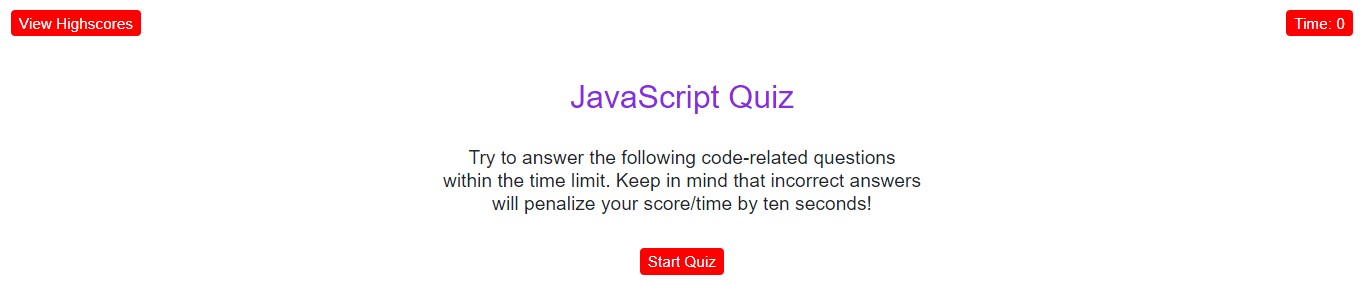 View Highscores
Time: 0
JavaScript Quiz
Try to answer the following code-related questions
within the time limit. Keep in mind that incorrect answers
will penalize your score/time by ten seconds!
Start Quiz